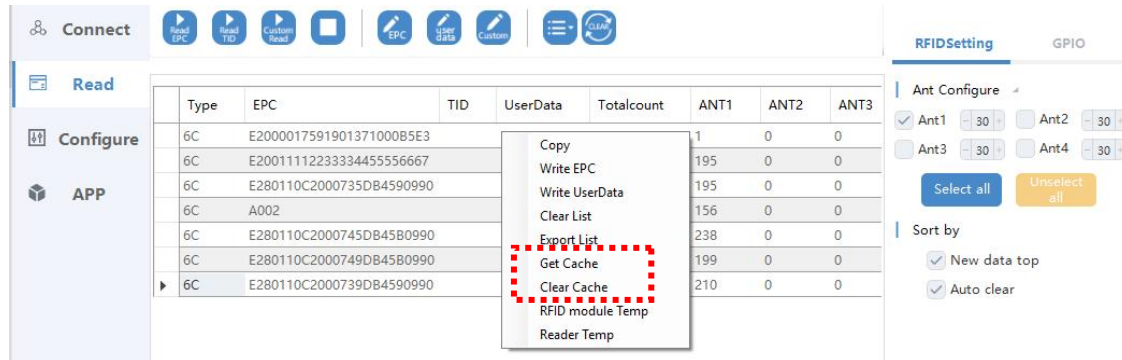 Connect
Read EPC
Read TID
Custom Read
EPC
user data
Custom
CLEAR
RFIDSetting GPIO
Read
Configure
APP
Type EPC TID UserData Totalcount ANT1 ANT2 ANT3
6C E2000017591901371000B5E3 1 0 0
6C E20011112233334455556667 195 0 0
6C E280110C2000735DB4590990 195 0 0
6C A002 156 0 0
6C E280110C2000745DB45B0990 238 0 0
6C E280110C2000749DB45B0990 199 0 0
6C E280110C2000739DB4590990 210 0 0
Copy
Write EPC
Write UserData
Clear List
Export List
Get Cache
Clear Cache
RFID module Temp
Reader Temp
Ant Configure
Ant1 - 30 + Ant2 - 30 +
Ant3 - 30 + Ant4 - 30 +
Select all
Unselect all
Sort by
New data top
Auto clear